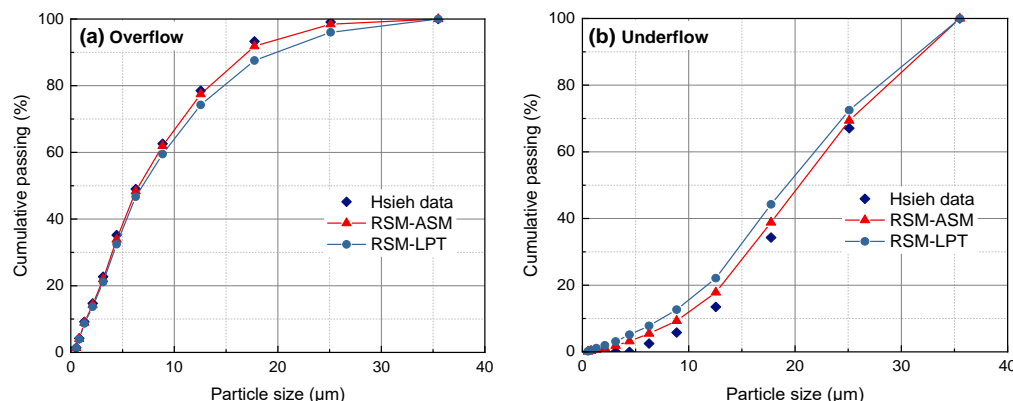 (a) Overflow
Cumulative passing (%)
100
80
60
40
20
0
Hsieh data
RSM-ASM
RSM-LPT
0
10
20
30
40
Particle size (μm)
(b) Underflow
Cumulative passing (%)
100
80
60
40
20
0
Hsieh data
RSM-ASM
RSM-LPT
0
10
20
30
40
Particle size (μm)